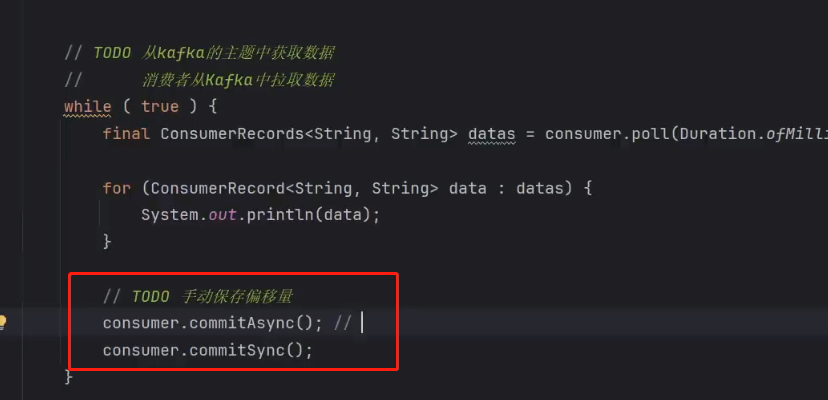 // TODO 从kafka的主题中获取数据
// 消费者从Kafka中拉取数据
while ( true ) {
final ConsumerRecords<String, String> datas = consumer.poll(Duration.ofMilli
for (ConsumerRecord<String, String> data : datas) {
System.out.println(data);
}
// TODO 手动保存偏移量
consumer.commitAsync(); //
consumer.commitSync();
}